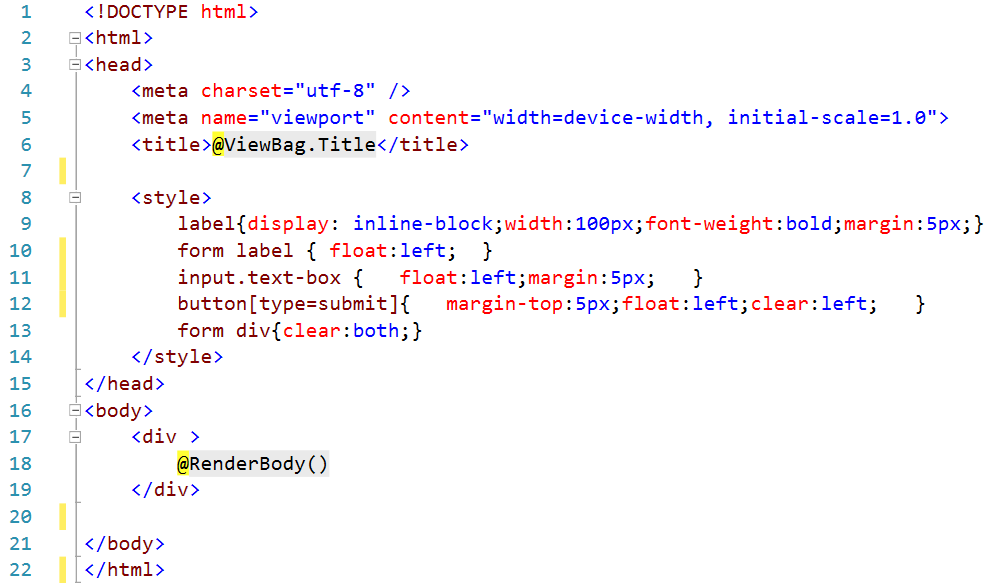 1 <!DOCTYPE html>
2 <html>
3 <head>
4 <meta charset="utf-8" />
5 <meta name="viewport" content="width=device-width, initial-scale=1.0">
6 <title>@ViewBag.Title</title>
7
8 <style>
9 label{display: inline-block;width:100px;font-weight:bold;margin:5px;}
10 form label { float:left;  }
11 input.text-box {   float:left;margin:5px;   }
12 button[type=submit]{   margin-top:5px;float:left;clear:left;   }
13 form div{clear:both;}
14 </style>
15 </head>
16 <body>
17 <div >
18 @RenderBody()
19 </div>
20
21 </body>
22 </html>